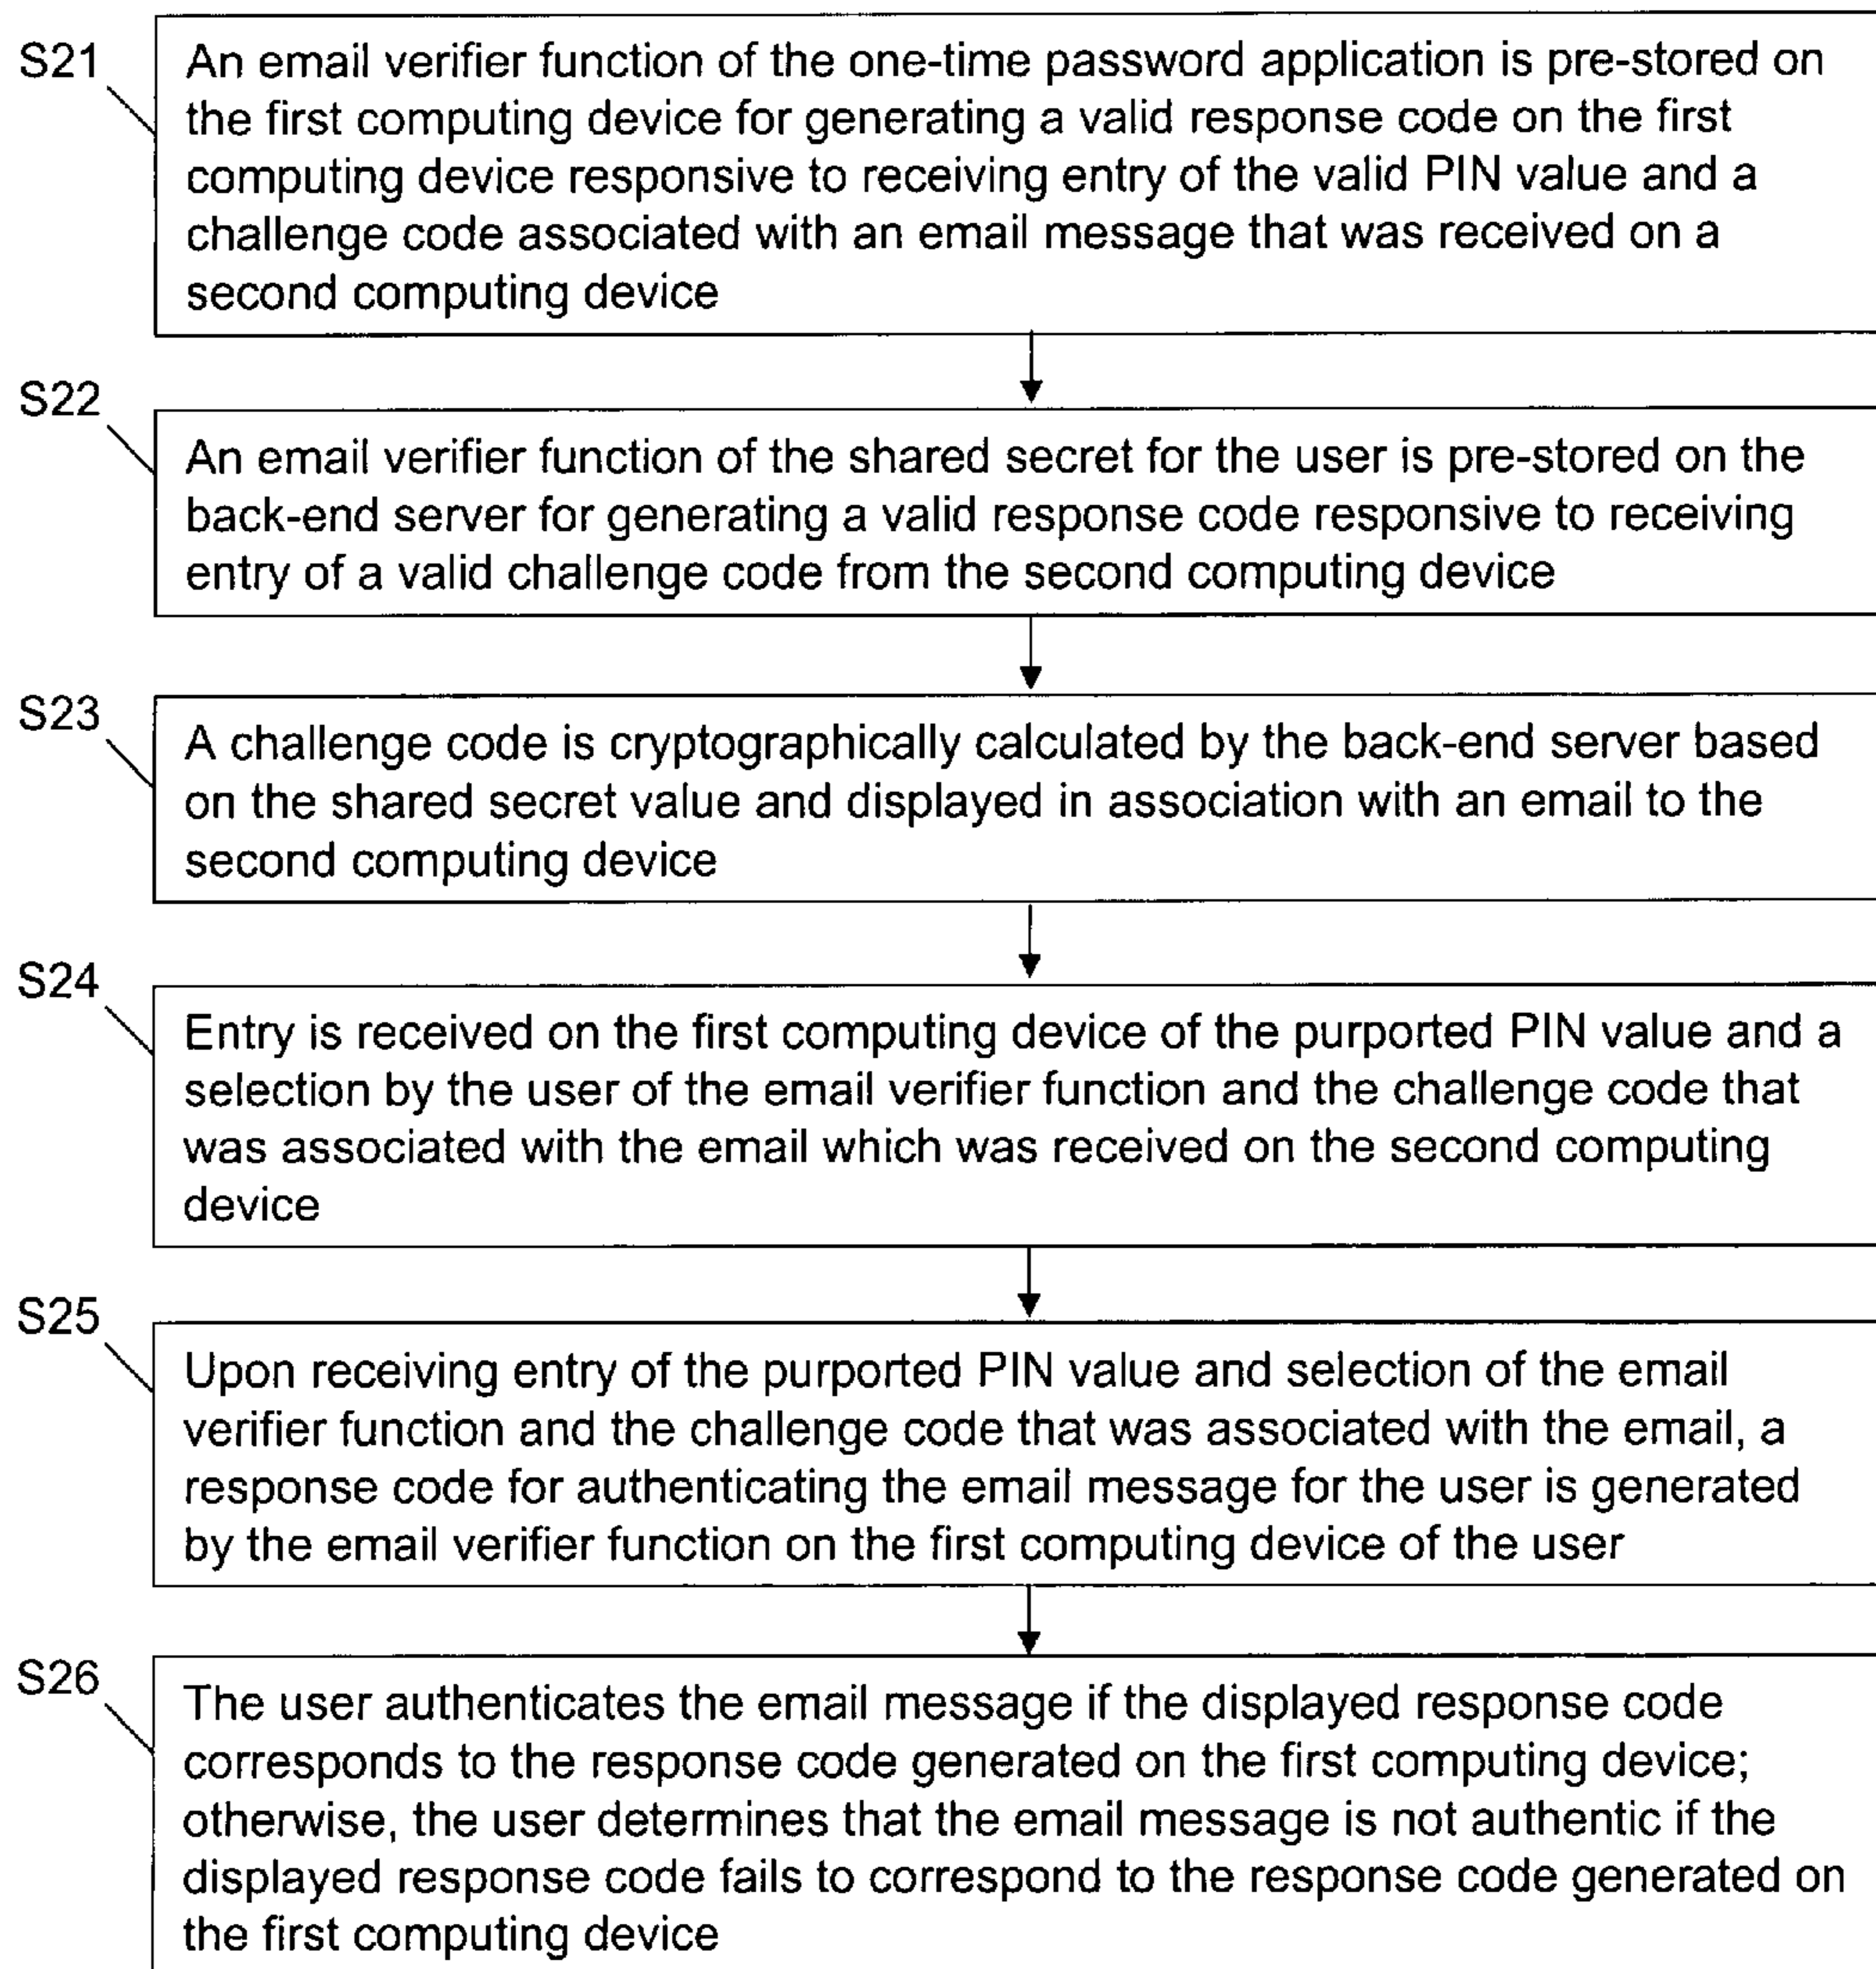 S21
An email verifier function of the one-time password application is pre-stored on
the first computing device for generating a valid response code on the first
computing device responsive to receiving entry of the valid PIN value and a
challenge code associated with an email message that was received on a
second computing device
S22
An email verifier function of the shared secret for the user is pre-stored on the
back-end server for generating a valid response code responsive to receiving
entry of a valid challenge code from the second computing device
S23
A challenge code is cryptographically calculated by the back-end server based
on the shared secret value and displayed in association with an email to the
second computing device
S24
Entry is received on the first computing device of the purported PIN value and a
selection by the user of the email verifier function and the challenge code that
was associated with the email which was received on the second computing
device
S25
Upon receiving entry of the purported PIN value and selection of the email
verifier function and the challenge code that was associated with the email, a
response code for authenticating the email message for the user is generated
by the email verifier function on the first computing device of the user
S26
The user authenticates the email message if the displayed response code
corresponds to the response code generated on the first computing device;
otherwise, the user determines that the email message is not authentic if the
displayed response code fails to correspond to the response code generated on
the first computing device